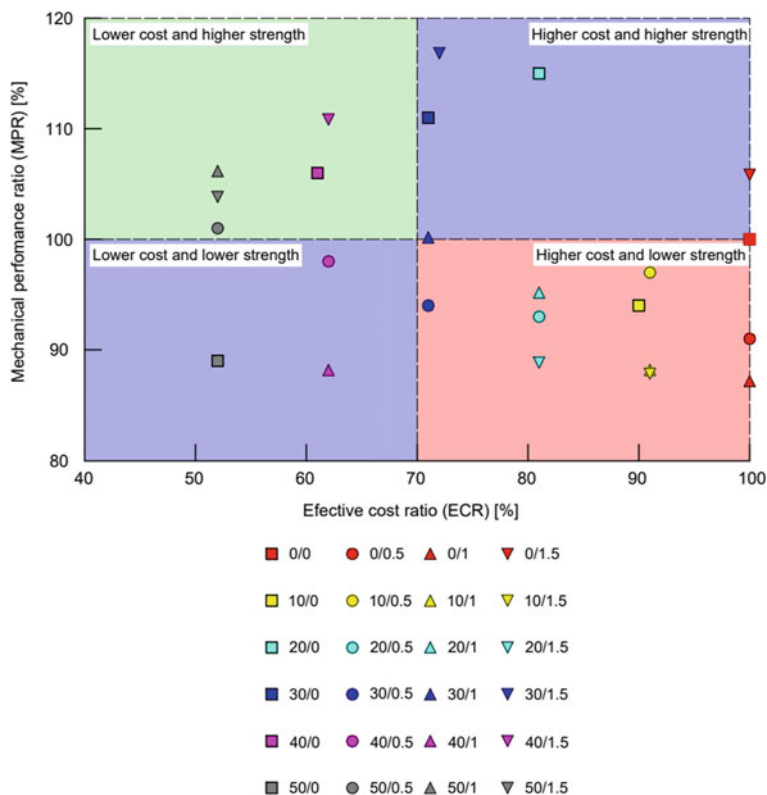 120
Lower cost and higher strength
Higher cost and higher strength
110
100
Lower cost and lower strength
Higher cost and lower strength
90
80
40
50
60
70
80
90
100
Mechanical perfomance ratio (MPR) [%]
Efective cost ratio (ECR) [%]
0/0 0/0.5 0/1 0/1.5
10/0 10/0.5 10/1 10/1.5
20/0 20/0.5 20/1 20/1.5
30/0 30/0.5 30/1 30/1.5
40/0 40/0.5 40/1 40/1.5
50/0 50/0.5 50/1 50/1.5